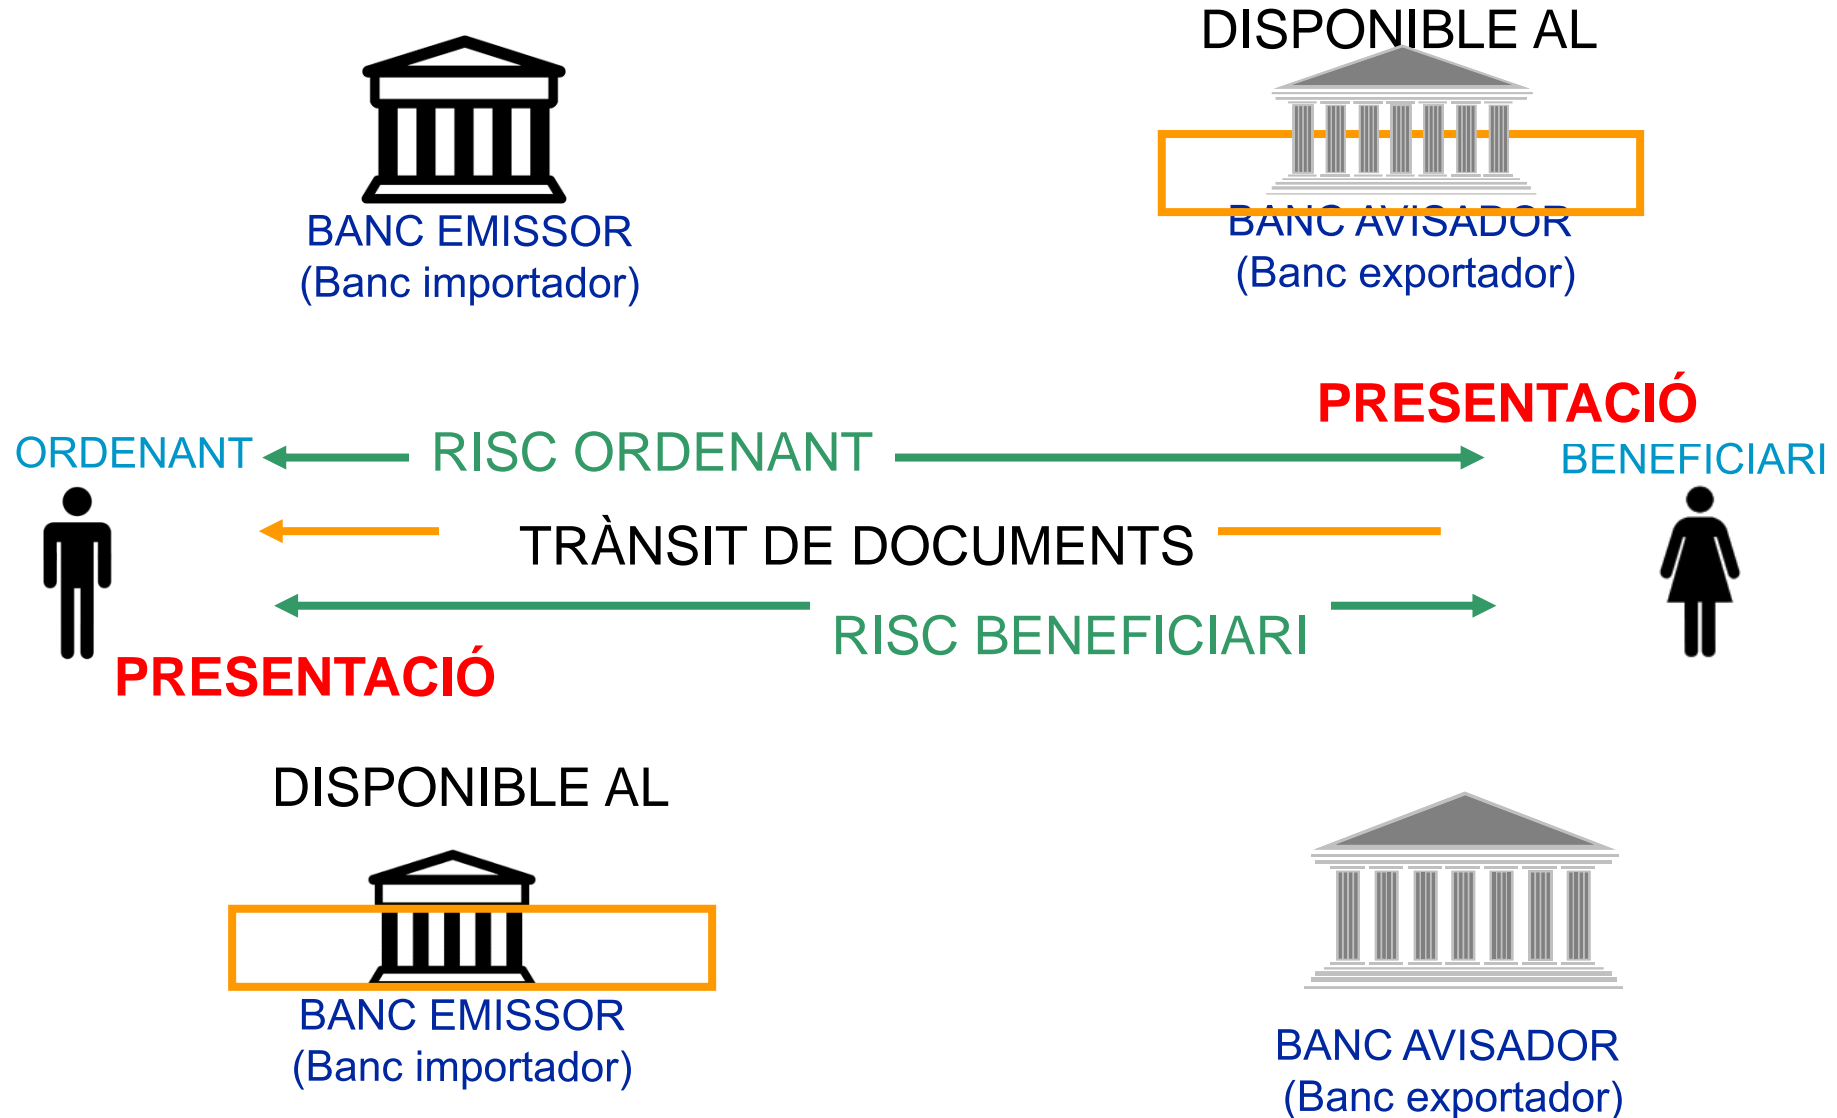 DISPONIBLE AL
BANC EMISSOR
(Banc importador)
BANC AVISADOR
(Banc exportador)
PRESENTACIÓ
ORDENANT
RISC ORDENANT
BENEFICIARI
TRÀNSIT DE DOCUMENTS
RISC BENEFICIARI
PRESENTACIÓ
DISPONIBLE AL
BANC EMISSOR
(Banc importador)
BANC AVISADOR
(Banc exportador)